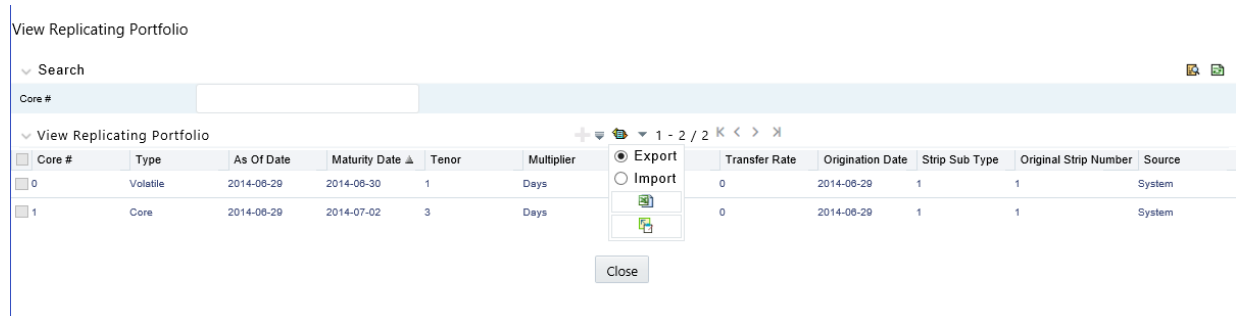 View Replicating Portfolio
Search
Core #
View Replicating Portfolio 1 - 2 / 2
Core # Type As Of Date Maturity Date Tenor Multiplier Transfer Rate Origination Date Strip Sub Type Original Strip Number Source
Export
0 Volatile 2014-06-29 2014-06-30 1 Days 0 2014-06-29 1 1 System
Import
1 Core 2014-06-29 2014-07-02 3 Days 0 2014-06-29 1 1 System
Close